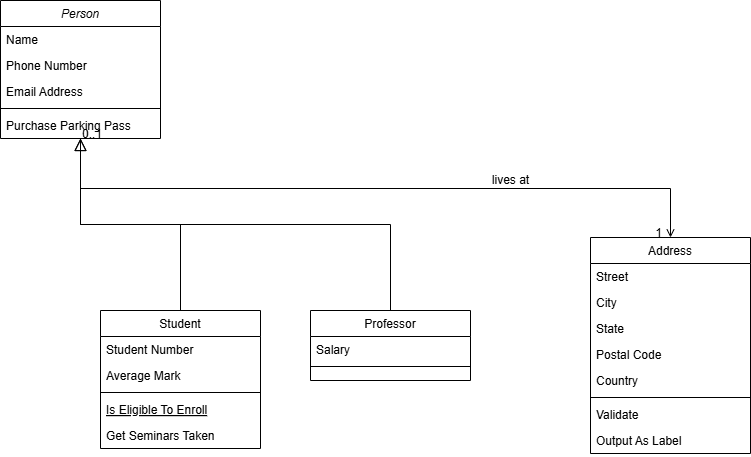 Person
Name
Phone Number
Email Address
Purchase Parking Pass
0..1
lives at
1
Address
Street
City
State
Postal Code
Country
Validate
Output As Label
Student
Student Number
Average Mark
Is Eligible To Enroll
Get Seminars Taken
Professor
Salary